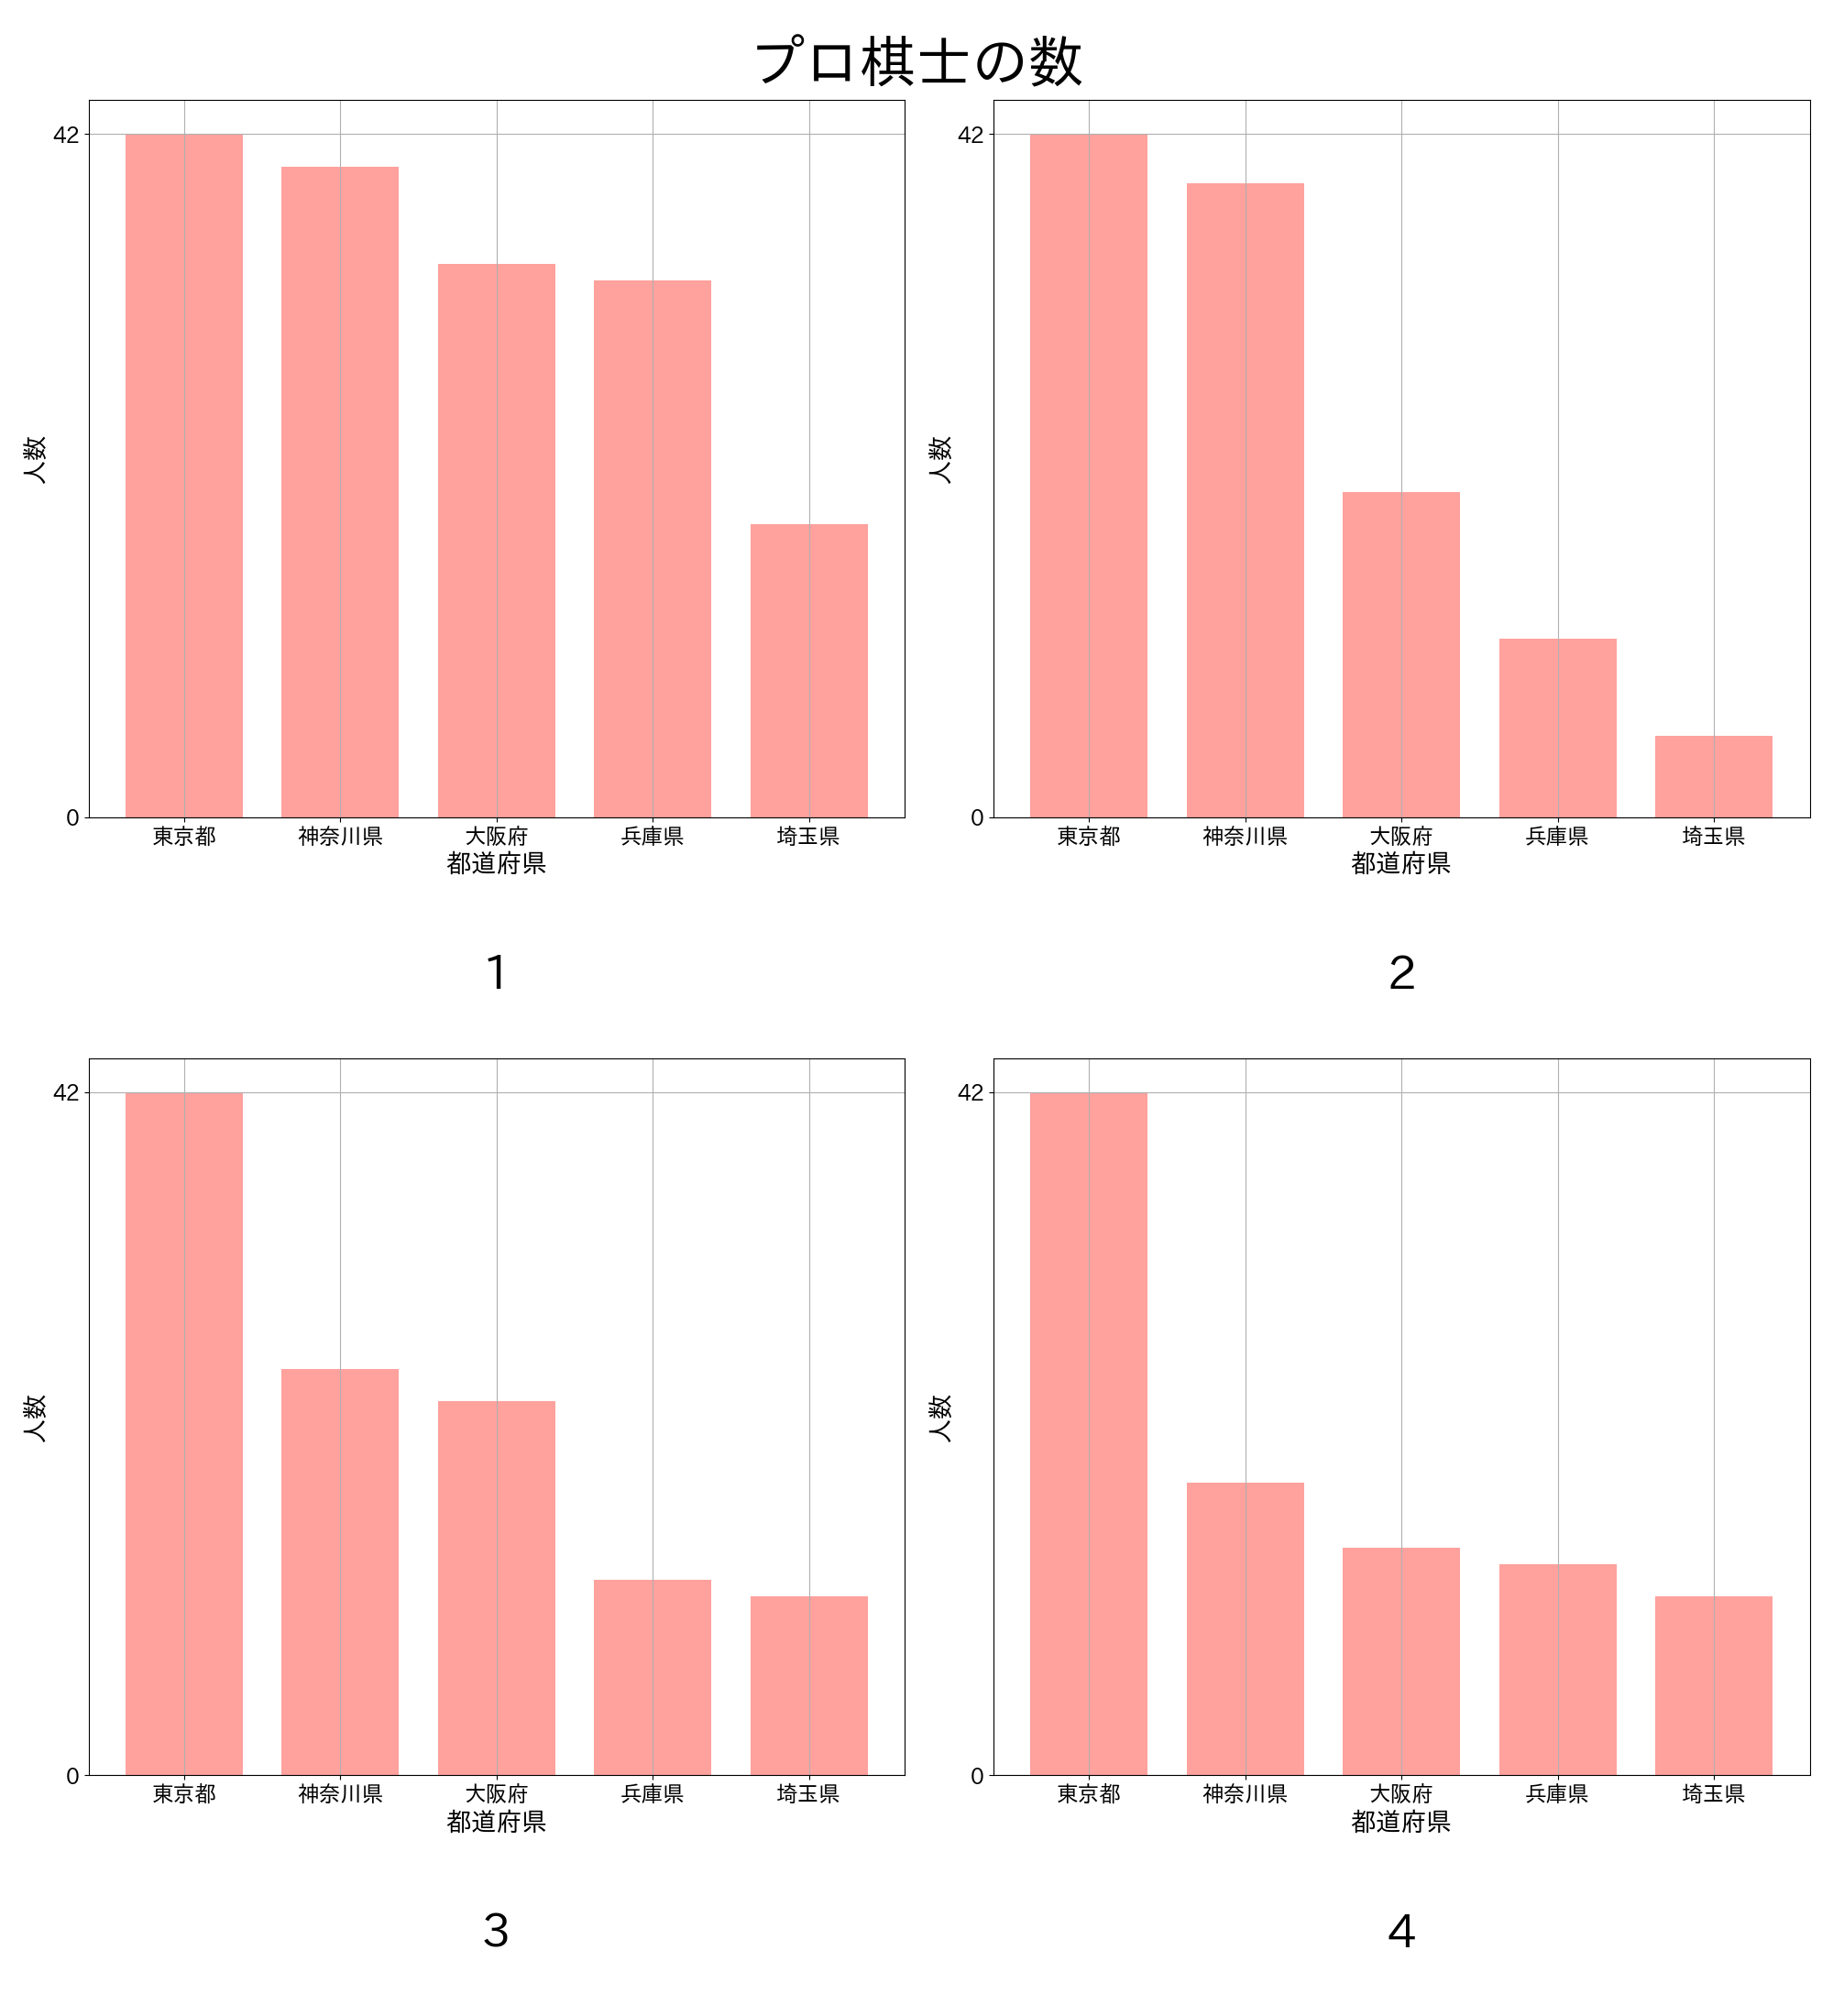 プロ棋士の数
42
0
人数
東京都 神奈川県 大阪府 兵庫県 埼玉県
都道府県
1
42
0
人数
東京都 神奈川県 大阪府 兵庫県 埼玉県
都道府県
2
42
0
人数
東京都 神奈川県 大阪府 兵庫県 埼玉県
都道府県
3
42
0
人数
東京都 神奈川県 大阪府 兵庫県 埼玉県
都道府県
4